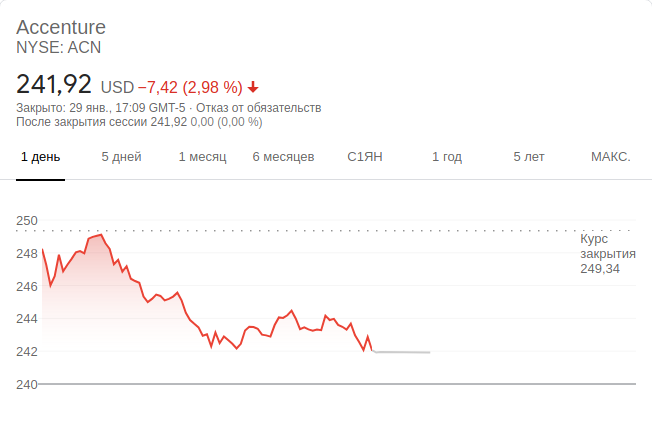 Accenture
NYSE: ACN
241,92 USD −7,42 (2,98 %)
Закрыто: 29 янв., 17:09 GMT-5 · Отказ от обязательств
После закрытия сессии 241,92 0,00 (0,00 %)
1 день 5 дней 1 месяц 6 месяцев С1ЯН 1 год 5 лет МАКС.
250
Курс
248
закрытия
249,34
246
244
242
240